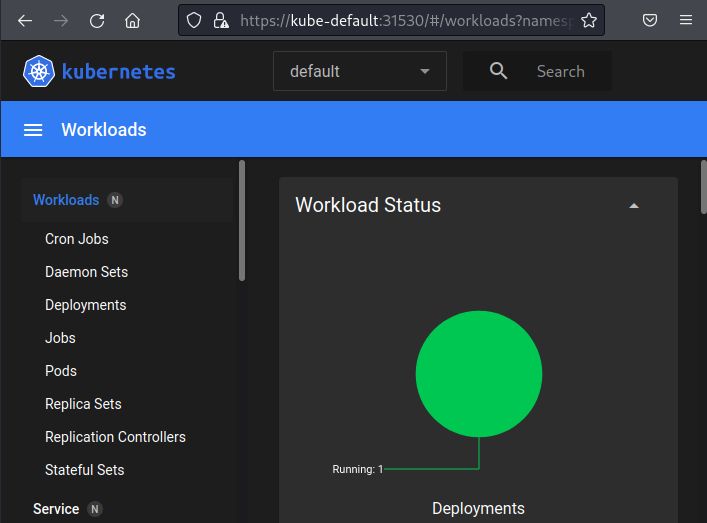 https://kube-default:31530/#/workloads?namesp
kubernetes
default
Search
Workloads
Workloads N
Cron Jobs
Daemon Sets
Deployments
Jobs
Pods
Replica Sets
Replication Controllers
Stateful Sets
Service N
Workload Status
Running: 1
Deployments